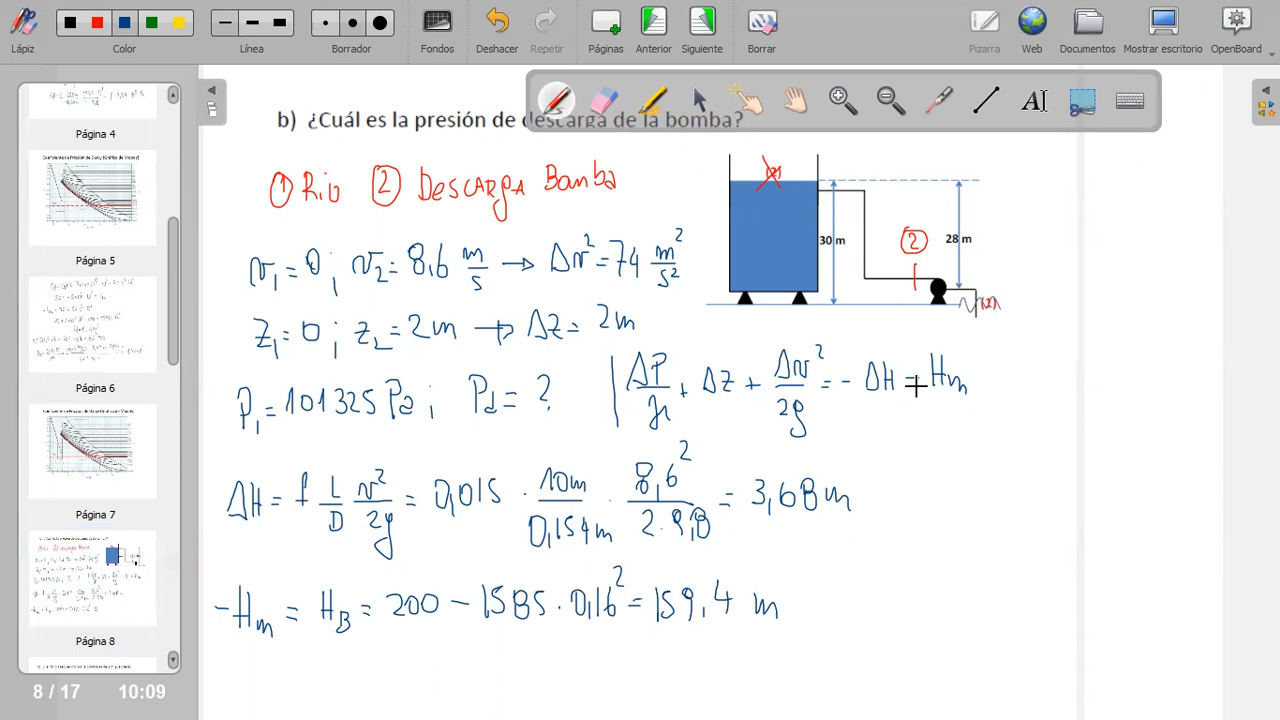 Lápiz Color Línea Borrador Fondos Deshacer Repetir Páginas Anterior Siguiente Borrar Pizarra Web Documentos Mostrar escritorio OpenBoard
Página 4
Página 5
Página 6
Página 7
Página 8
8 / 17 10:09
b) ¿Cuál es la presión de descarga de la bomba?
① Rio ② Descarga Bomba
30 m
② 28 m
v₁ = 0 ; v₂ = 8,6 m/s → Δv² = 74 m²/s²
z₁ = 0 ; z₂ = 2m → Δz = 2m
P₁ = 101325 Pa ; Pd = ?
ΔP/γ + Δz + Δv²/2g = - ΔH - Hm
ΔH = f L/D v²/2g = 0,015 · 10m/0,154m · 8,6²/2·9,8 = 3,68 m
-Hm = HB = 200 - 1585 · 0,16² = 159,4 m